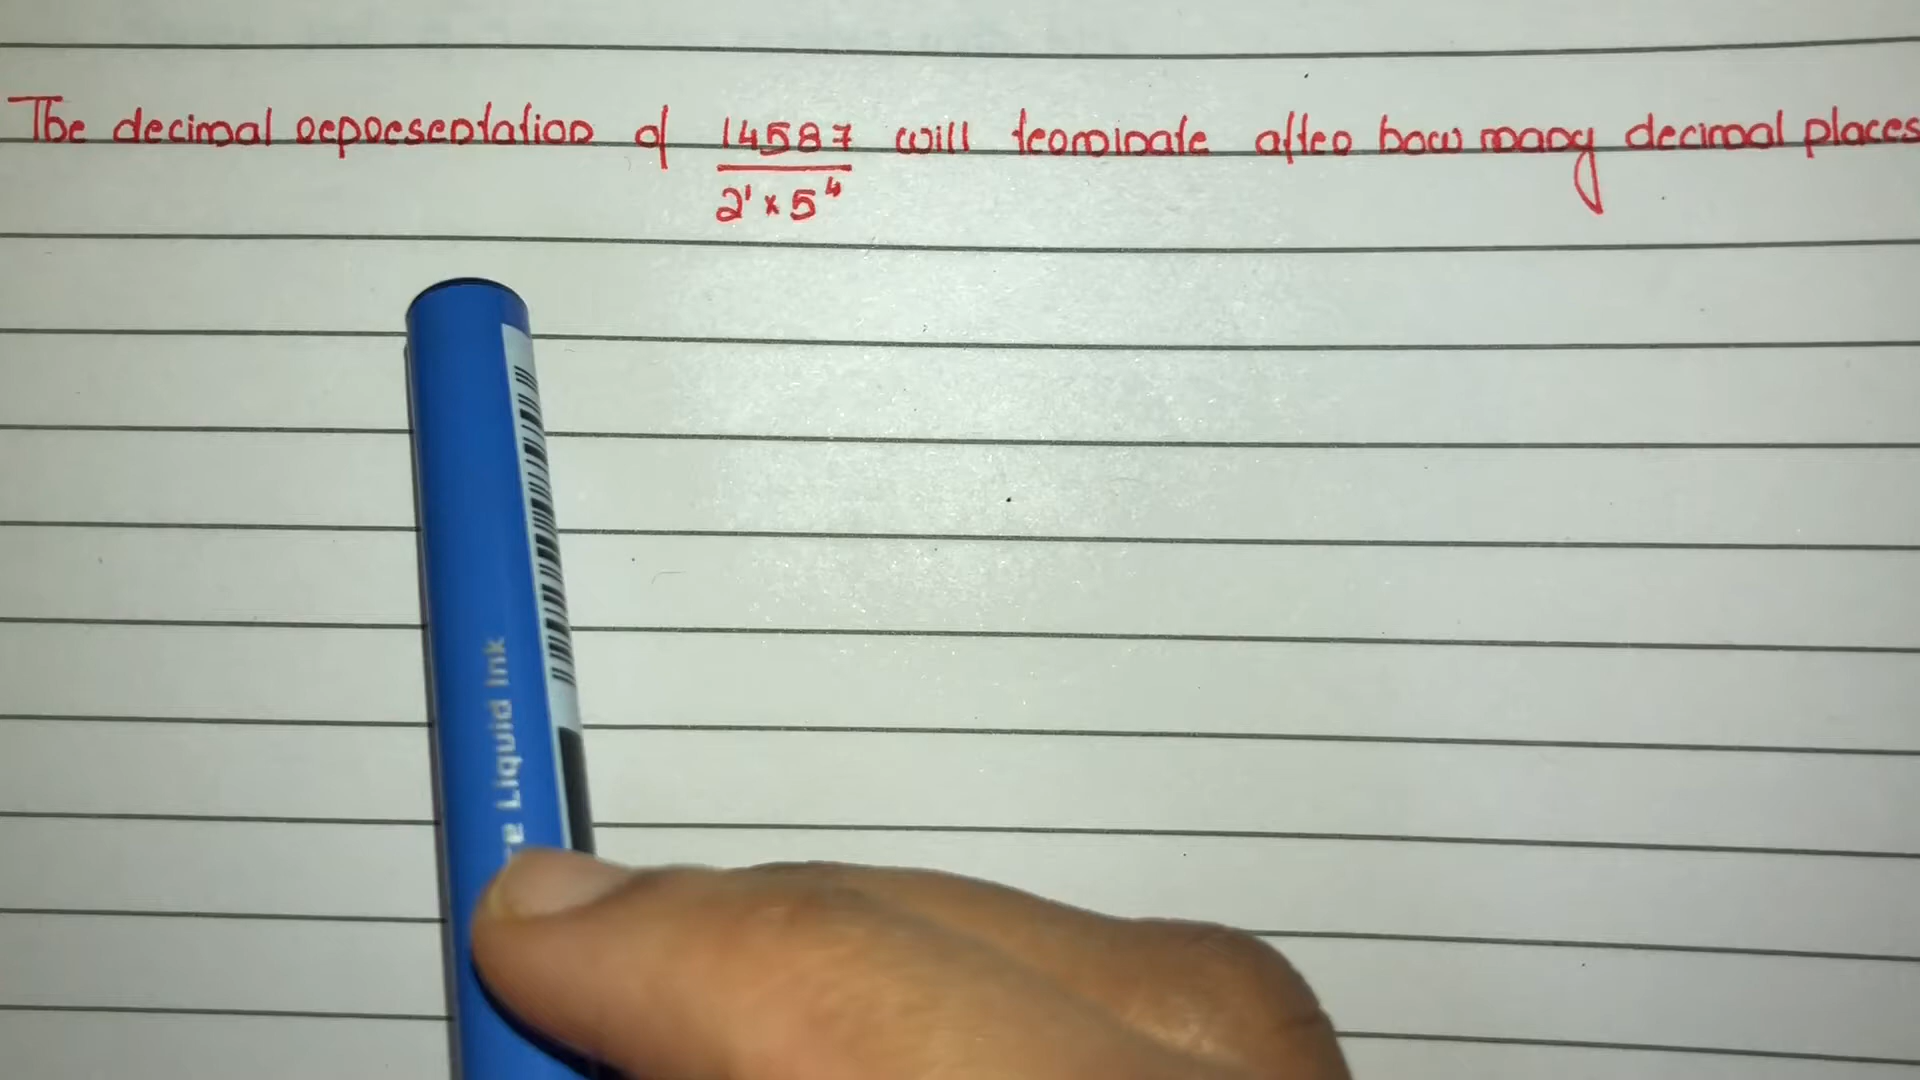 The decimal representation of 14587 will terminate after how many decimal places
2¹ × 5⁴
Liquid Ink